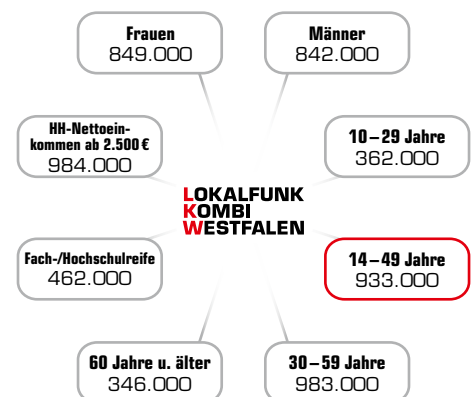 Frauen
849.000
Männer
842.000
HH-Nettoein-
kommen ab 2.500 €
984.000
10–29 Jahre
362.000
LOKALFUNK
KOMBI
WESTFALEN
Fach-/Hochschulreife
462.000
14–49 Jahre
933.000
60 Jahre u. älter
346.000
30–59 Jahre
983.000